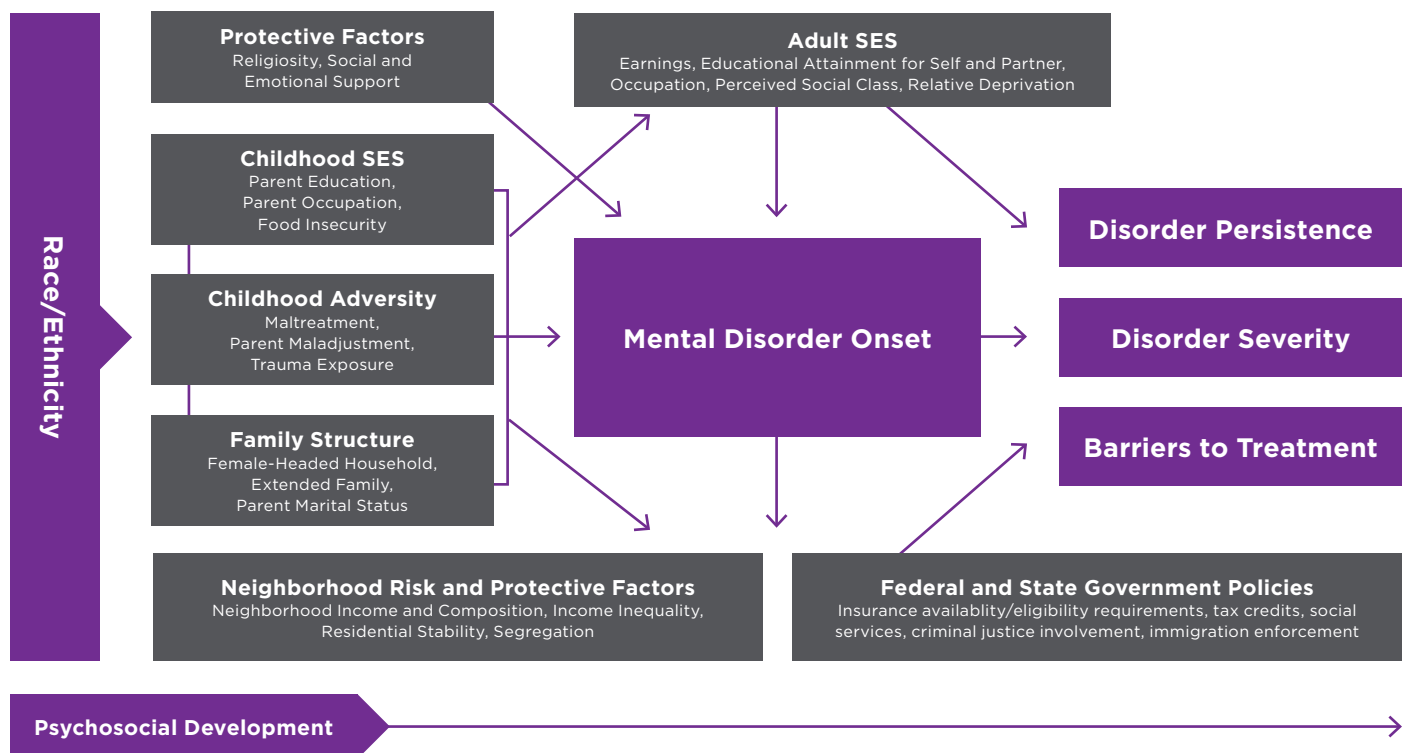 Race/Ethnicity
Protective Factors
Religiosity, Social and
Emotional Support
Childhood SES
Parent Education,
Parent Occupation,
Food Insecurity
Childhood Adversity
Maltreatment,
Parent Maladjustment,
Trauma Exposure
Family Structure
Female-Headed Household,
Extended Family,
Parent Marital Status
Adult SES
Earnings, Educational Attainment for Self and Partner,
Occupation, Perceived Social Class, Relative Deprivation
Mental Disorder Onset
Disorder Persistence
Disorder Severity
Barriers to Treatment
Neighborhood Risk and Protective Factors
Neighborhood Income and Composition, Income Inequality,
Residential Stability, Segregation
Federal and State Government Policies
Insurance availablity/eligibility requirements, tax credits, social
services, criminal justice involvement, immigration enforcement
Psychosocial Development